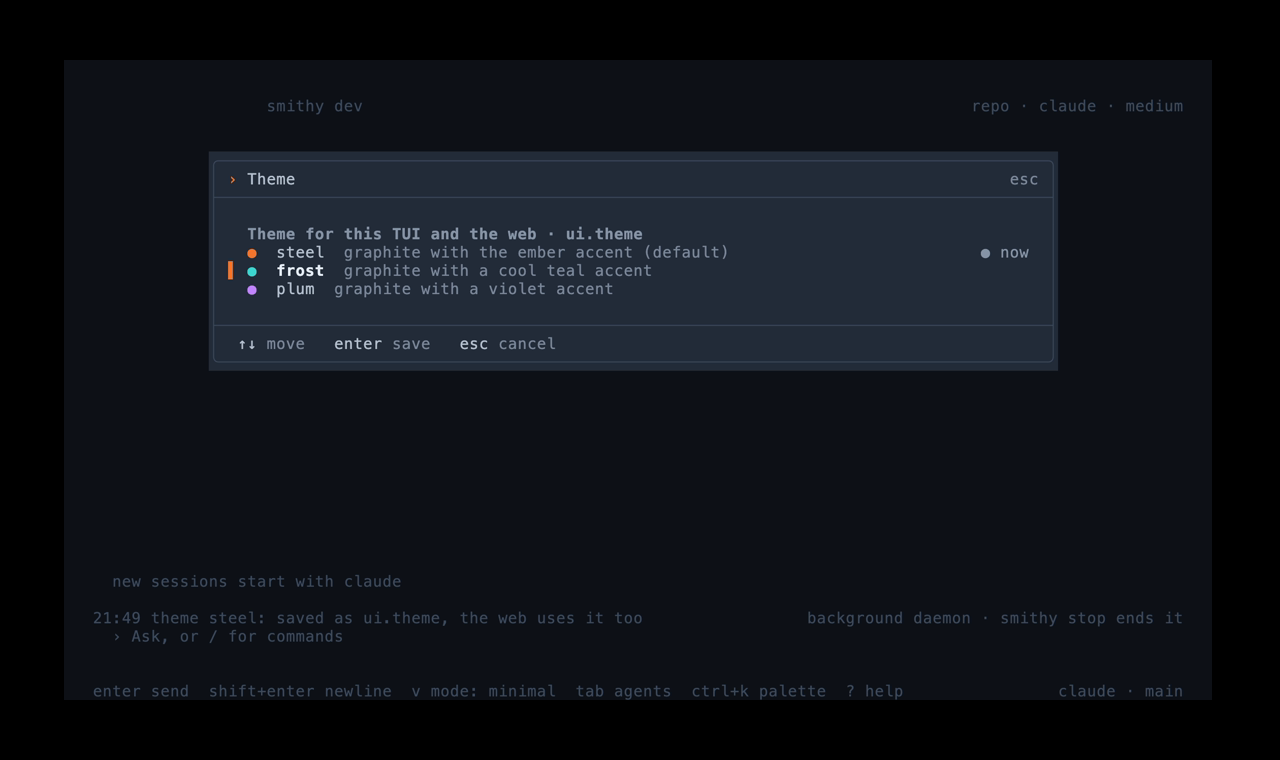 smithy dev repo · claude · medium
› Theme esc
Theme for this TUI and the web · ui.theme
● steel graphite with the ember accent (default) ● now
● frost graphite with a cool teal accent
● plum graphite with a violet accent
↑↓ move enter save esc cancel
new sessions start with claude
21:49 theme steel: saved as ui.theme, the web uses it too background daemon · smithy stop ends it
› Ask, or / for commands
enter send shift+enter newline v mode: minimal tab agents ctrl+k palette ? help claude · main